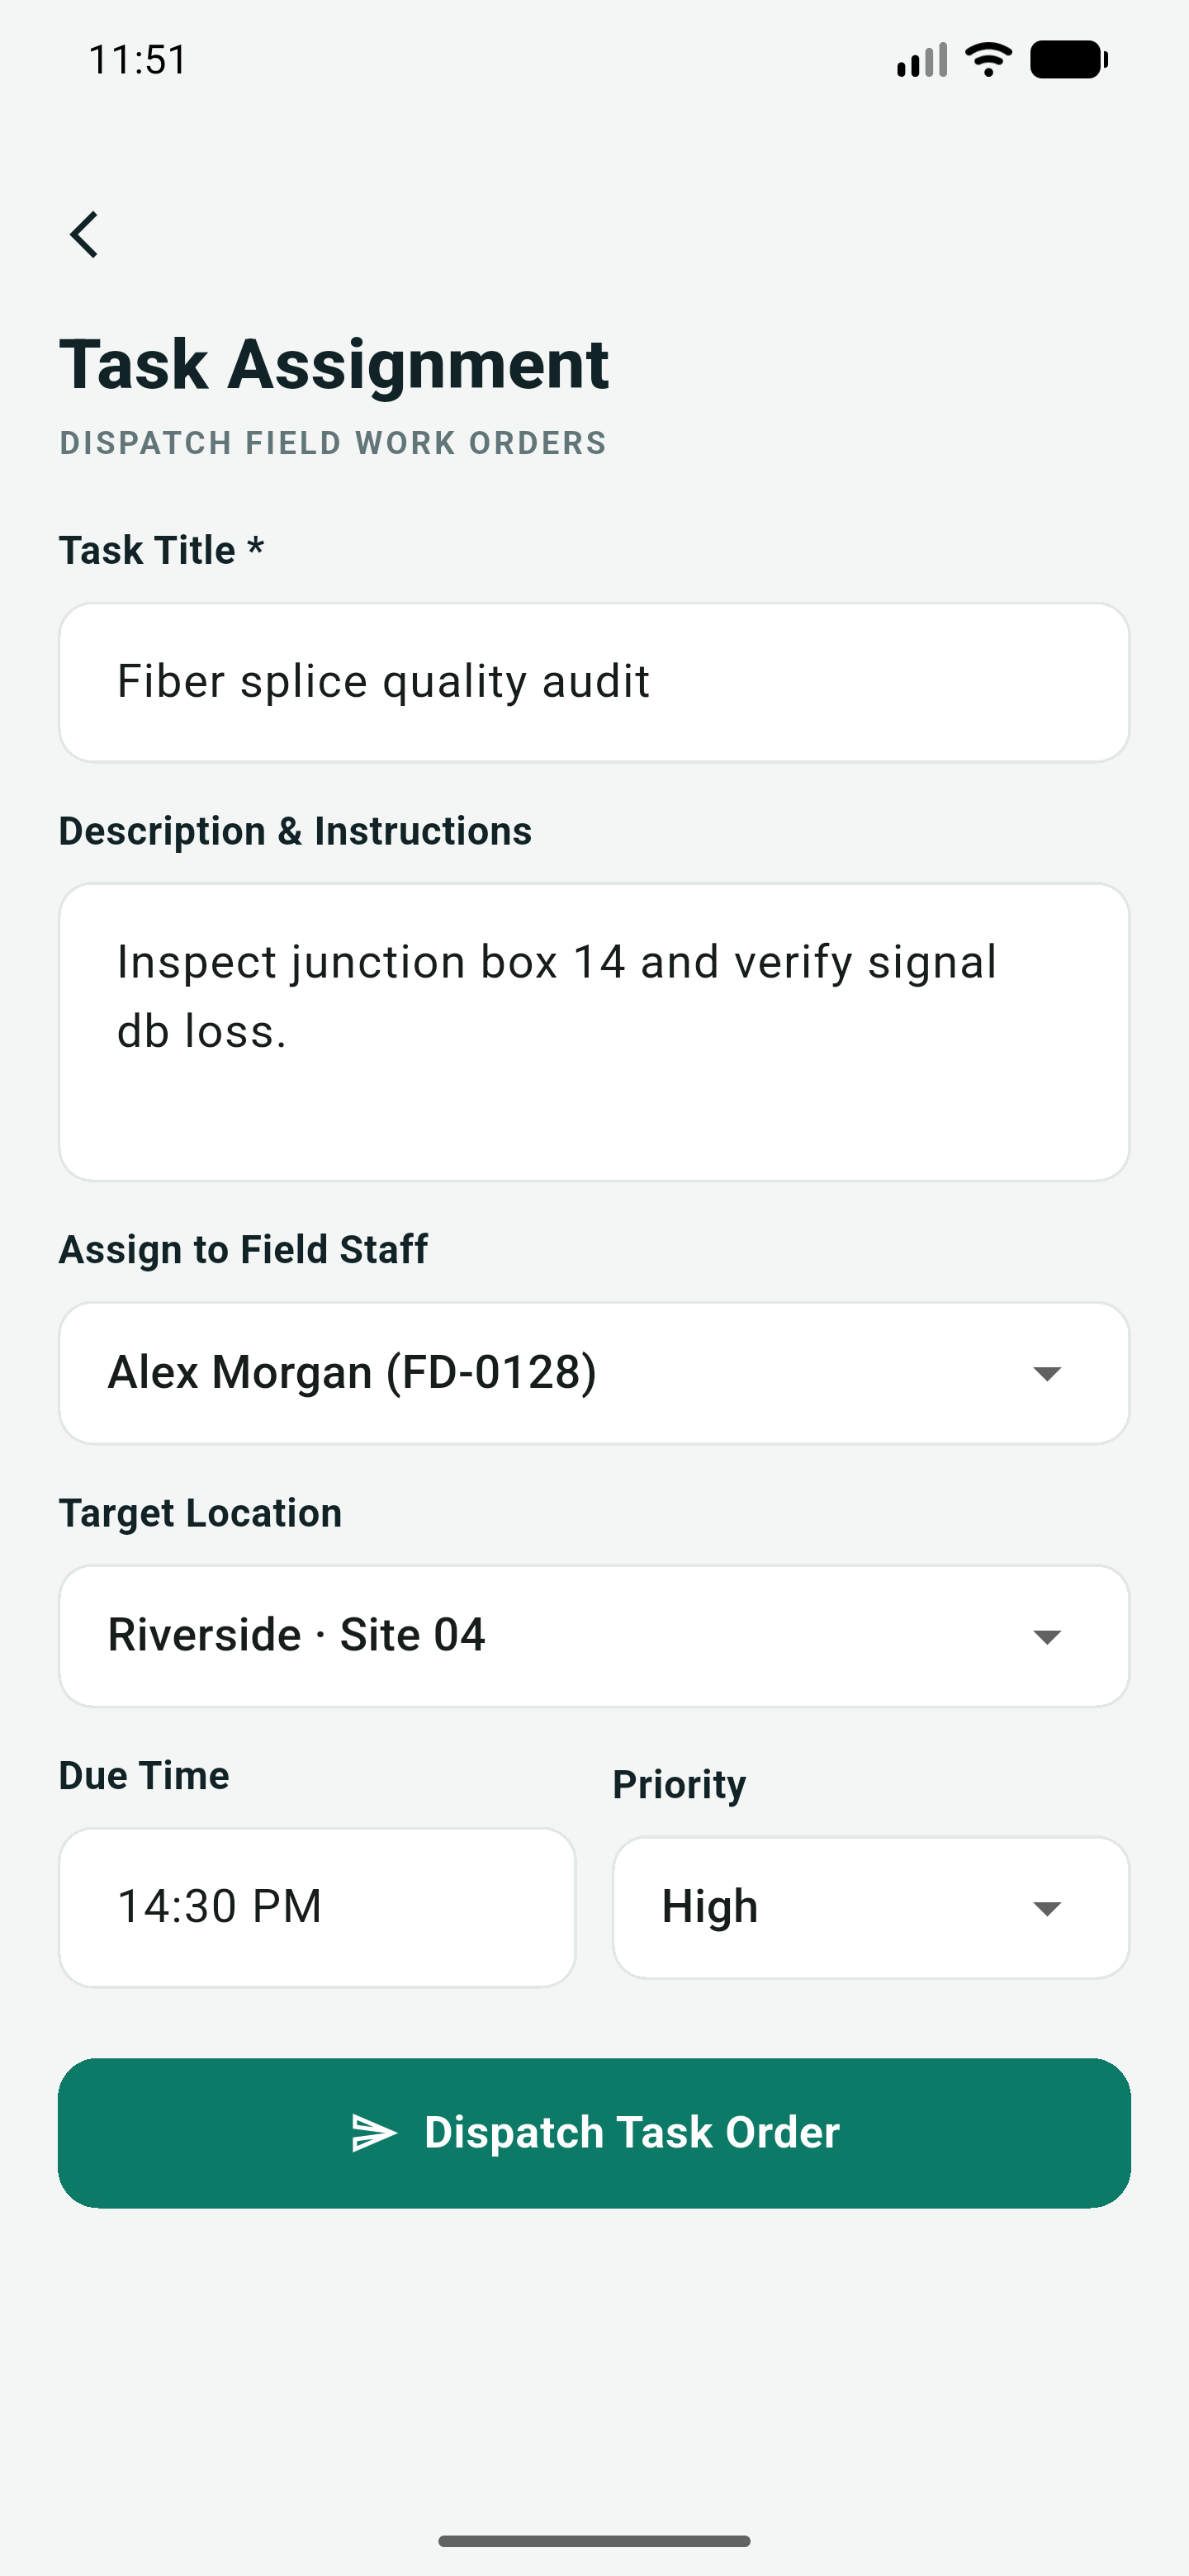 11:51
Task Assignment
DISPATCH FIELD WORK ORDERS
Task Title *
Fiber splice quality audit
Description & Instructions
Inspect junction box 14 and verify signal
db loss.
Assign to Field Staff
Alex Morgan (FD-0128)
Target Location
Riverside · Site 04
Due Time
Priority
14:30 PM
High
Dispatch Task Order